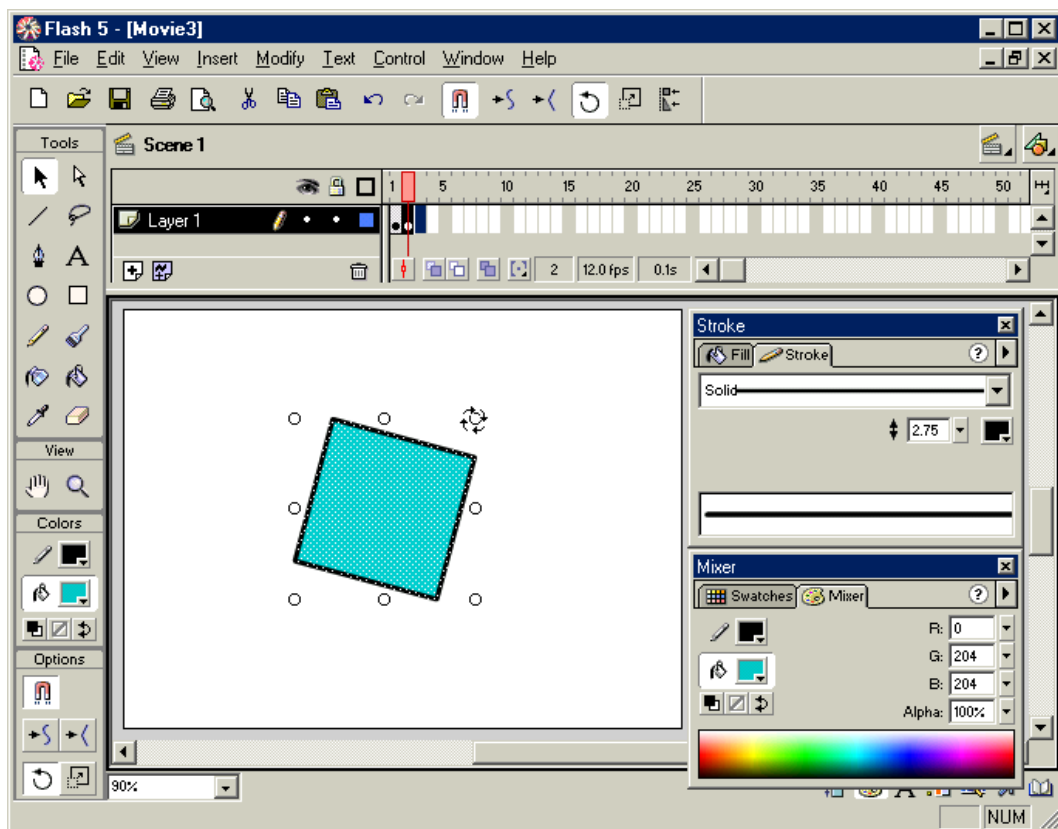 Flash 5 - [Movie3]
File Edit View Insert Modify Text Control Window Help
Tools
Scene 1
1 5 10 15 20 25 30 35 40 45 50
Layer 1
2 12.0 fps 0.1s
Stroke
Fill Stroke ?
Solid
2.75
View
Colors
Mixer
Swatches Mixer ?
R: 0
G: 204
B: 204
Alpha: 100%
Options
90%
NUM